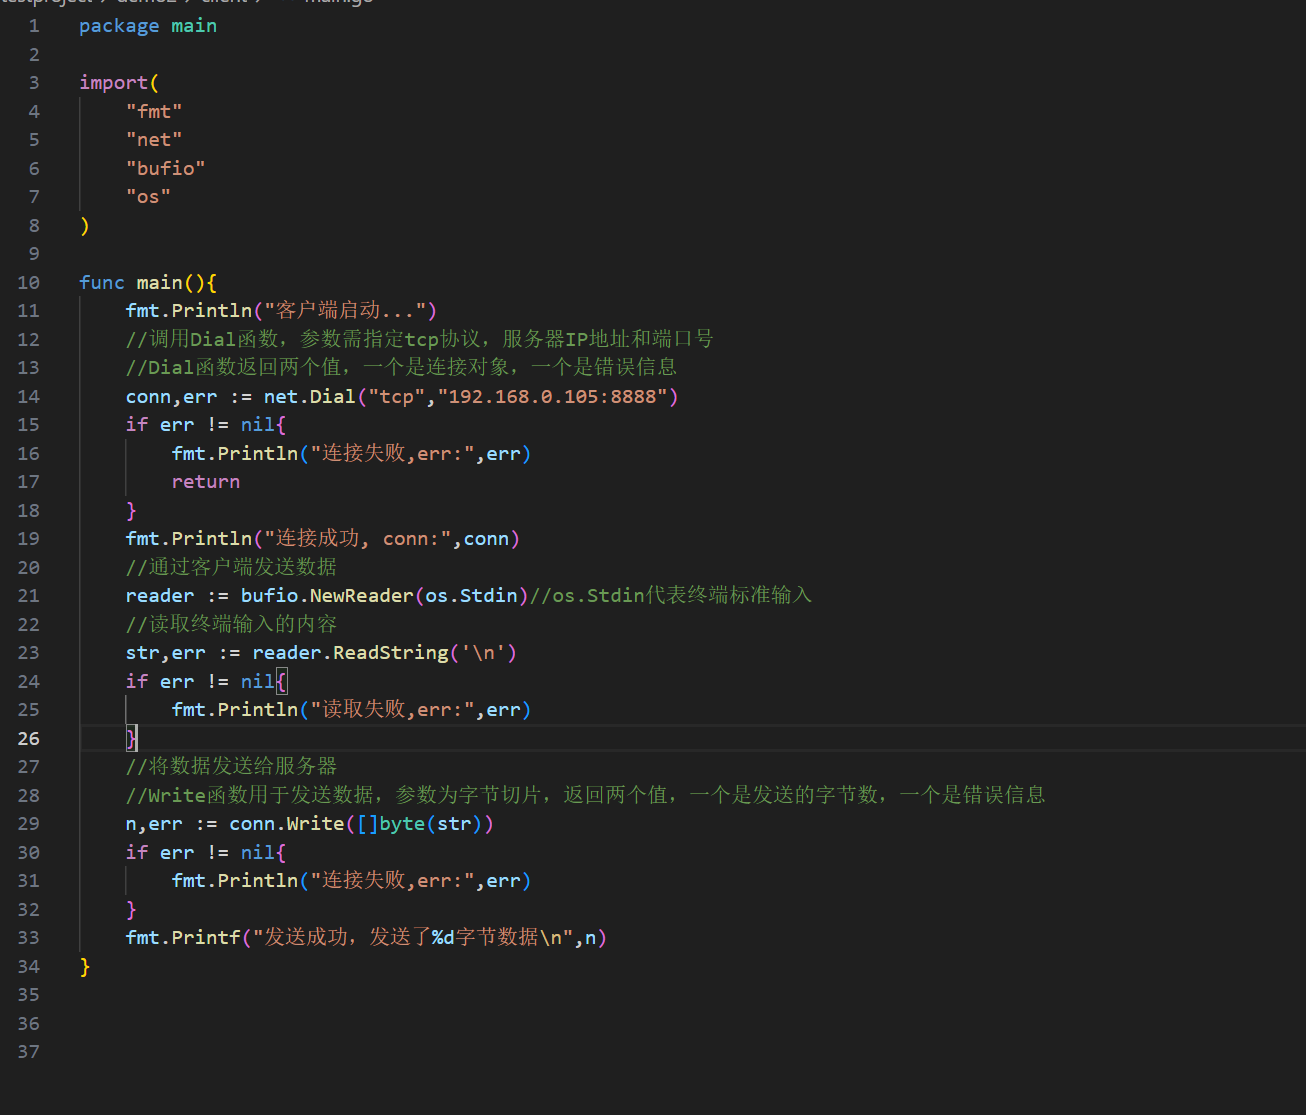 1 package main
2
3 import(
4 "fmt"
5 "net"
6 "bufio"
7 "os"
8 )
9
10 func main(){
11 fmt.Println("客户端启动...")
12 //调用Dial函数，参数需指定tcp协议，服务器IP地址和端口号
13 //Dial函数返回两个值，一个是连接对象，一个是错误信息
14 conn,err := net.Dial("tcp","192.168.0.105:8888")
15 if err != nil{
16 fmt.Println("连接失败,err:",err)
17 return
18 }
19 fmt.Println("连接成功, conn:",conn)
20 //通过客户端发送数据
21 reader := bufio.NewReader(os.Stdin)//os.Stdin代表终端标准输入
22 //读取终端输入的内容
23 str,err := reader.ReadString('\n')
24 if err != nil{
25 fmt.Println("读取失败,err:",err)
26 }
27 //将数据发送给服务器
28 //Write函数用于发送数据，参数为字节切片，返回两个值，一个是发送的字节数，一个是错误信息
29 n,err := conn.Write([]byte(str))
30 if err != nil{
31 fmt.Println("连接失败,err:",err)
32 }
33 fmt.Printf("发送成功，发送了%d字节数据\n",n)
34 }
35
36
37